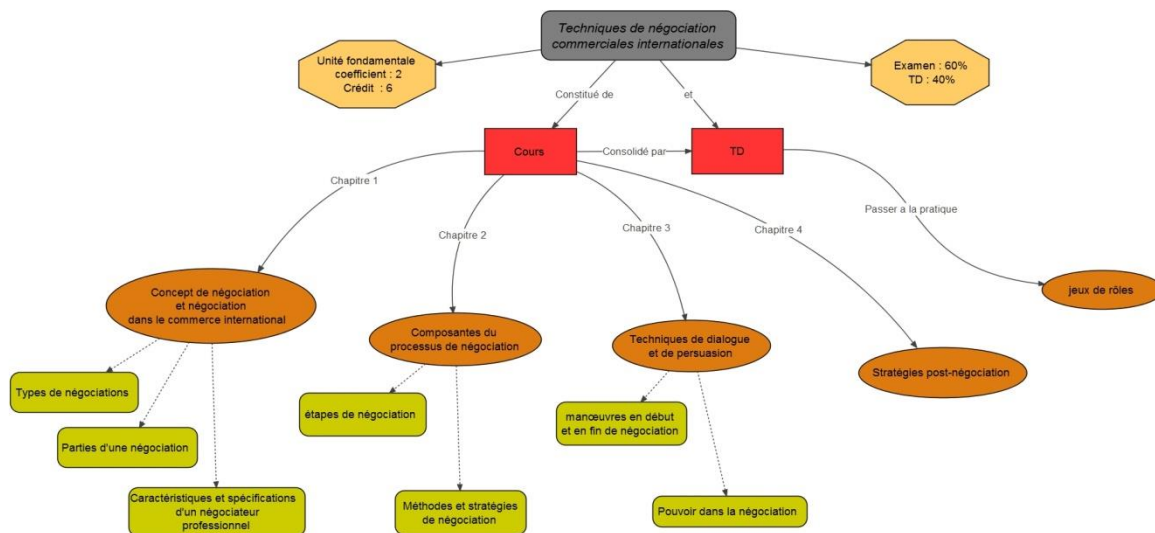 Techniques de négociation
commerciales internationales
Unité fondamentale
coefficient : 2
Crédit : 6
Examen : 60%
TD : 40%
Constitué de
et
Cours
Consolidé par
TD
Chapitre 1
Chapitre 2
Chapitre 3
Chapitre 4
Passer a la pratique
Concept de négociation
et négociation
dans le commerce international
Composantes du
processus de négociation
Techniques de dialogue
et de persuasion
Stratégies post-négociation
jeux de rôles
Types de négociations
Parties d'une négociation
Caractéristiques et spécifications
d'un négociateur
professionnel
étapes de négociation
Méthodes et stratégies
de négociation
manœuvres en début
et en fin de négociation
Pouvoir dans la négociation